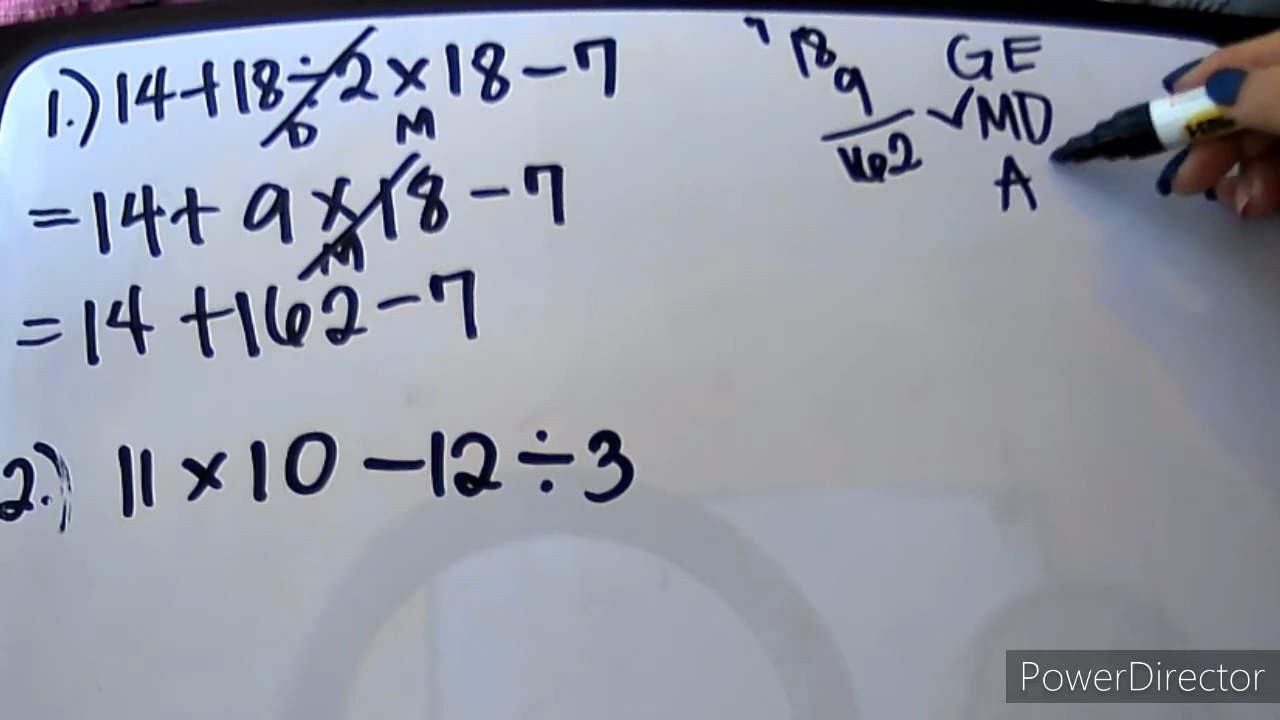 1.) 14+18÷2×18-7
D M
=14+ 9×18-7
M
=14+162-7
2.) 11×10-12÷3
7
18
9
162
GE
✓MD
A
PowerDirector